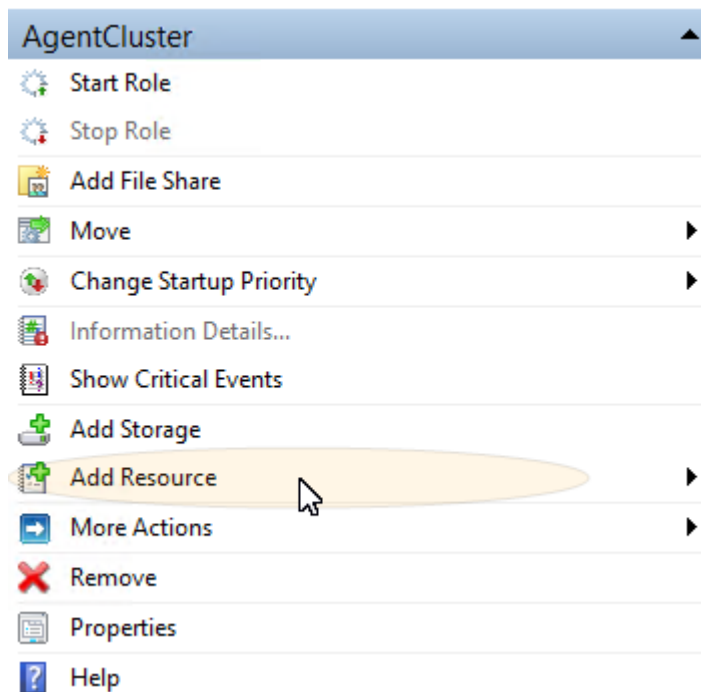 AgentCluster
Start Role
Stop Role
Add File Share
Move
Change Startup Priority
Information Details...
Show Critical Events
Add Storage
Add Resource
More Actions
Remove
Properties
Help